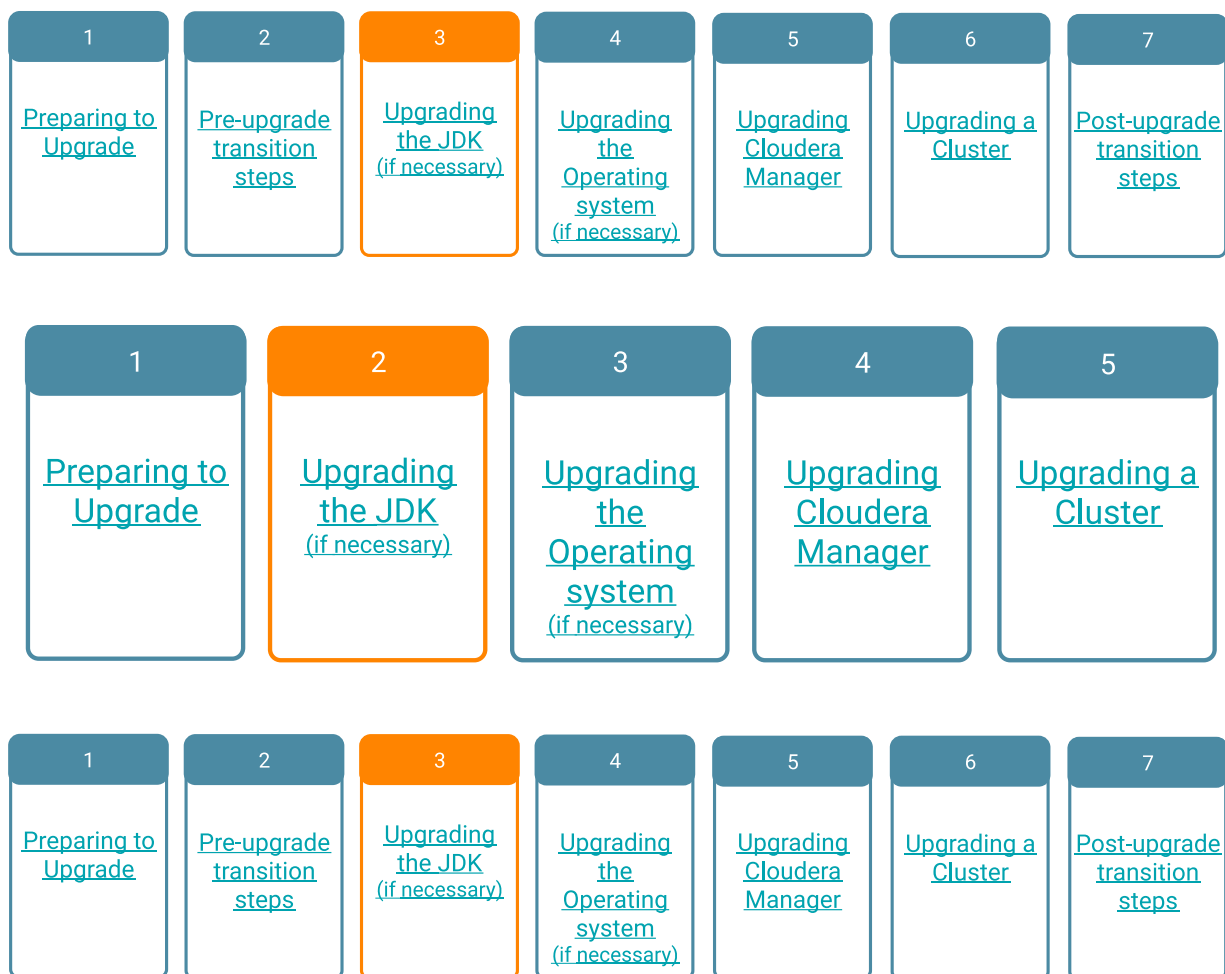 1
2
3
4
5
6
7
Preparing to
Upgrade
Pre-upgrade
transition
steps
Upgrading
the JDK
(if necessary)
Upgrading
the
Operating
system
(if necessary)
Upgrading
Cloudera
Manager
Upgrading a
Cluster
Post-upgrade
transition
steps
1
2
3
4
5
Preparing to
Upgrade
Upgrading
the JDK
(if necessary)
Upgrading
the
Operating
system
(if necessary)
Upgrading
Cloudera
Manager
Upgrading a
Cluster
1
2
3
4
5
6
7
Preparing to
Upgrade
Pre-upgrade
transition
steps
Upgrading
the JDK
(if necessary)
Upgrading
the
Operating
system
(if necessary)
Upgrading
Cloudera
Manager
Upgrading a
Cluster
Post-upgrade
transition
steps